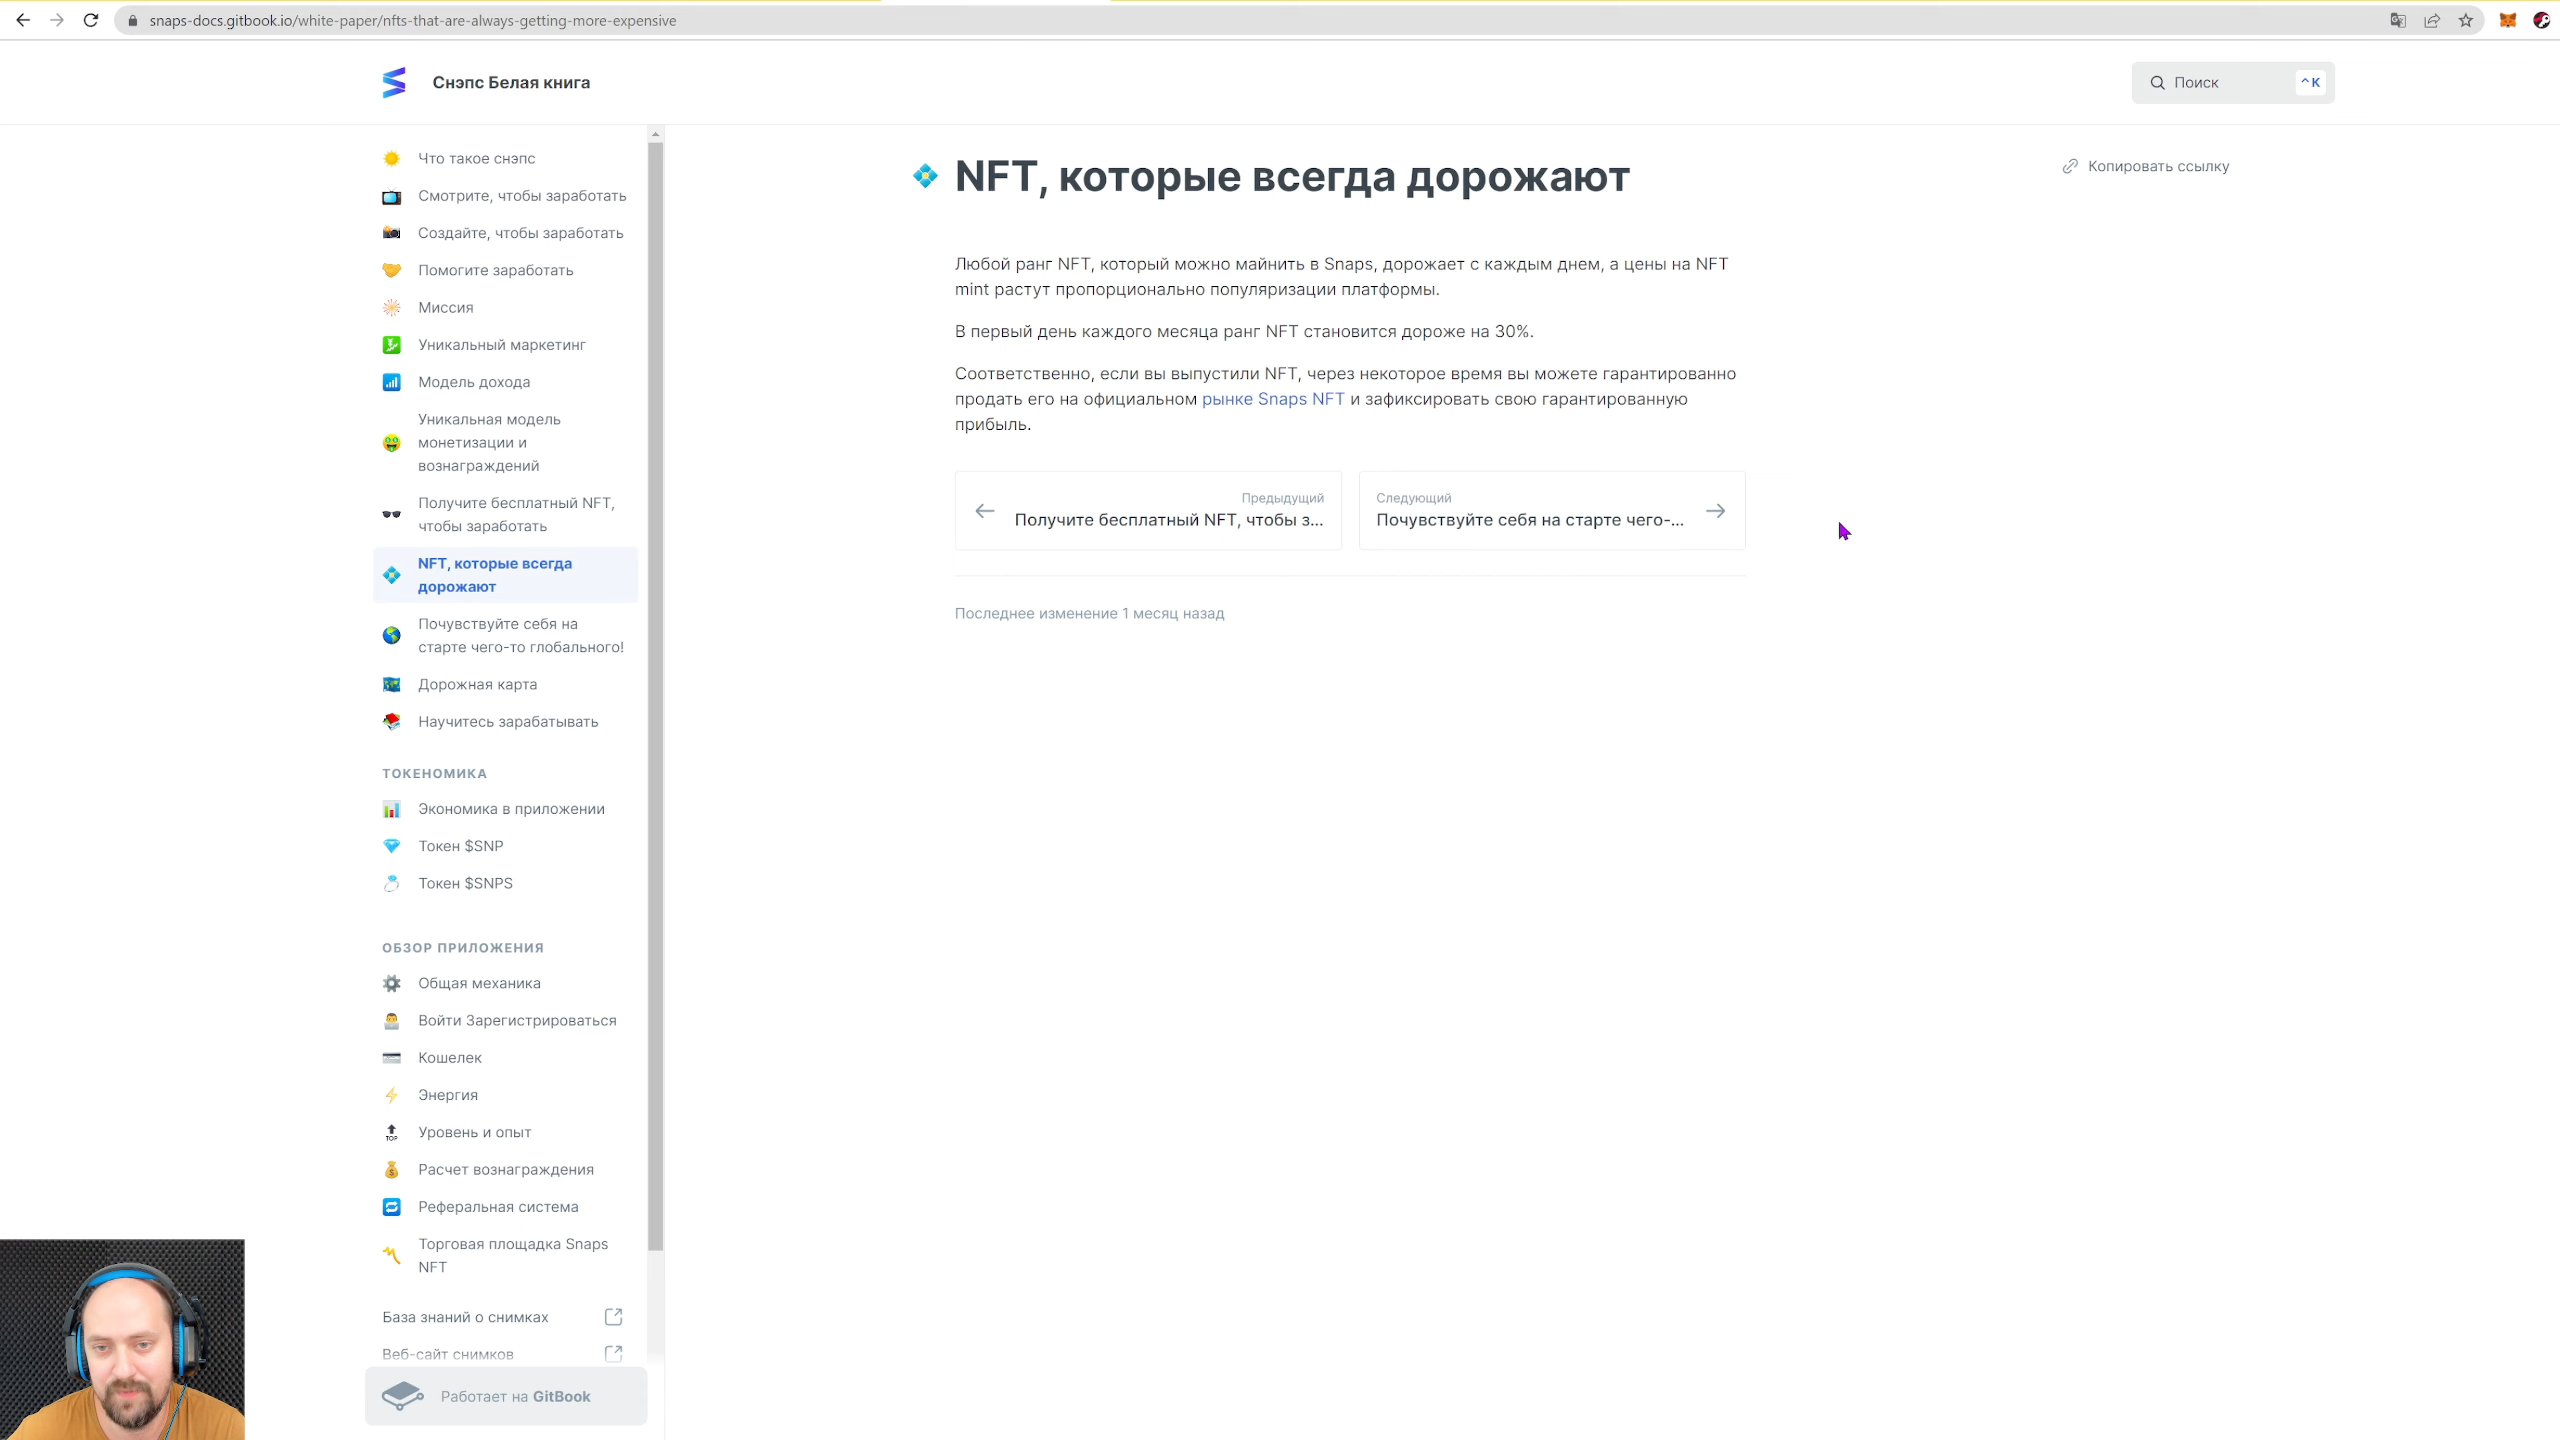 snaps-docs.gitbook.io/white-paper/nfts-that-are-always-getting-more-expensive
Снэпс Белая книга
Поиск
^K
Что такое снэпс
Смотрите, чтобы заработать
Создайте, чтобы заработать
Помогите заработать
Миссия
Уникальный маркетинг
Модель дохода
Уникальная модель
монетизации и
вознаграждений
Получите бесплатный NFT,
чтобы заработать
NFT, которые всегда
дорожают
Почувствуйте себя на
старте чего-то глобального!
Дорожная карта
Научитесь зарабатывать
ТОКЕНОМИКА
Экономика в приложении
Токен $SNP
Токен $SNPS
ОБЗОР ПРИЛОЖЕНИЯ
Общая механика
Войти Зарегистрироваться
Кошелек
Энергия
TOP
Уровень и опыт
Расчет вознаграждения
Реферальная система
Торговая площадка Snaps
NFT
База знаний о снимках
Веб-сайт снимков
Работает на GitBook
NFT, которые всегда дорожают
Любой ранг NFT, который можно майнить в Snaps, дорожает с каждым днем, а цены на NFT
mint растут пропорционально популяризации платформы.
В первый день каждого месяца ранг NFT становится дороже на 30%.
Соответственно, если вы выпустили NFT, через некоторое время вы можете гарантированно
продать его на официальном рынке Snaps NFT и зафиксировать свою гарантированную
прибыль.
Предыдущий
Получите бесплатный NFT, чтобы з...
Следующий
Почувствуйте себя на старте чего-...
Последнее изменение 1 месяц назад
Копировать ссылку